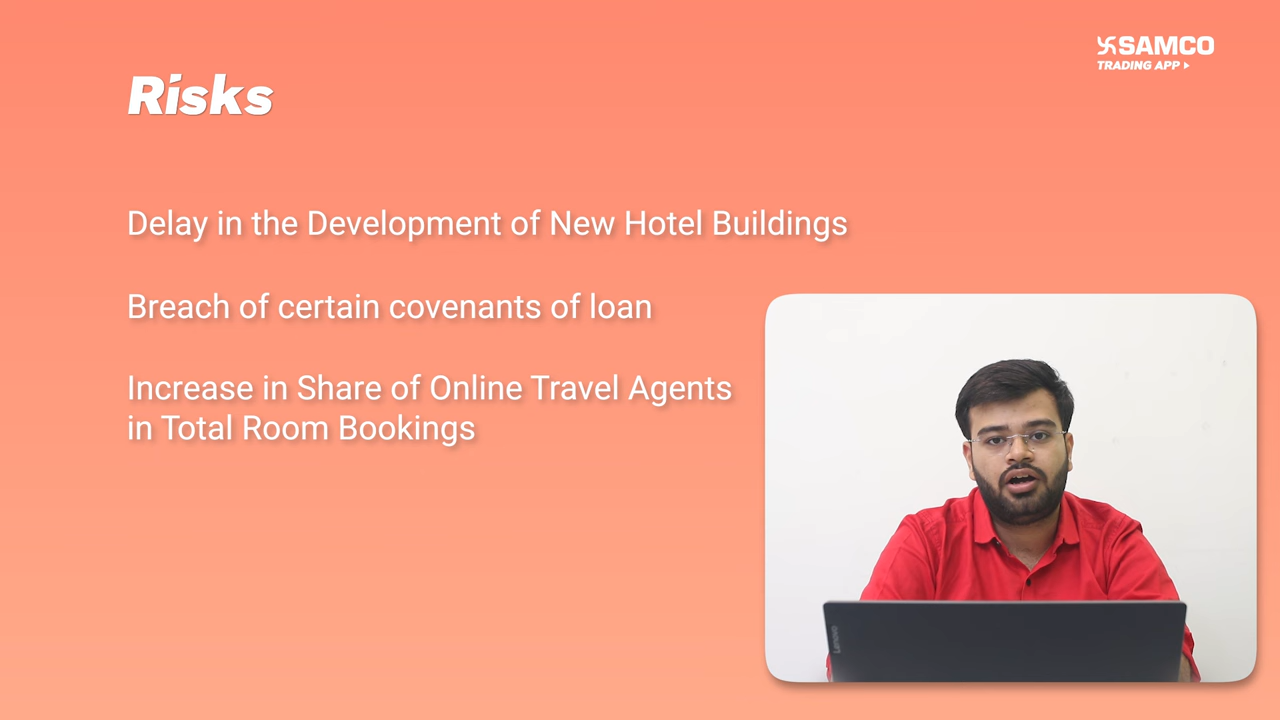 SAMCO
TRADING APP
Risks
Delay in the Development of New Hotel Buildings
Breach of certain covenants of loan
Increase in Share of Online Travel Agents
in Total Room Bookings
Lenovo